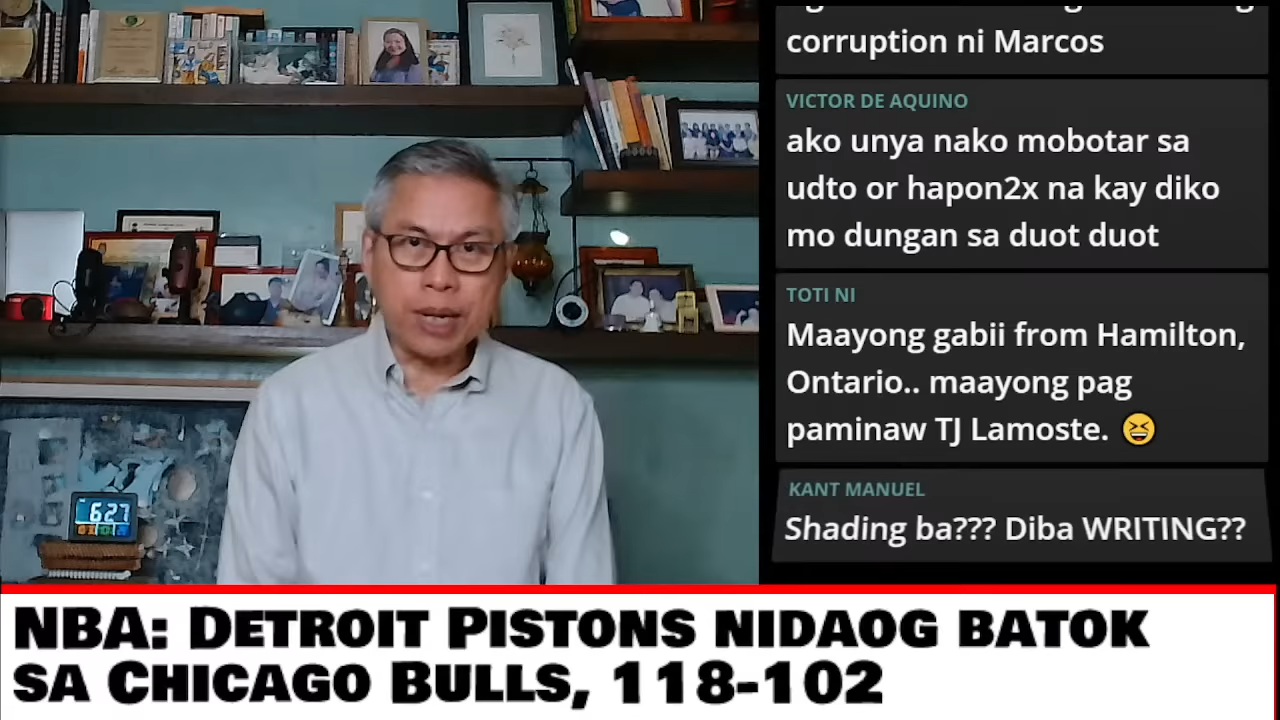 corruption ni Marcos
VICTOR DE AQUINO
ako unya nako mobotar sa
udto or hapon2x na kay diko
mo dungan sa duot duot
TOTI NI
Maayong gabii from Hamilton,
Ontario.. maayong pag
paminaw TJ Lamoste. 😆
KANT MANUEL
Shading ba??? Diba WRITING??
6:27
NBA: DETROIT PISTONS NIDAOG BATOK
SA CHICAGO BULLS, 118-102